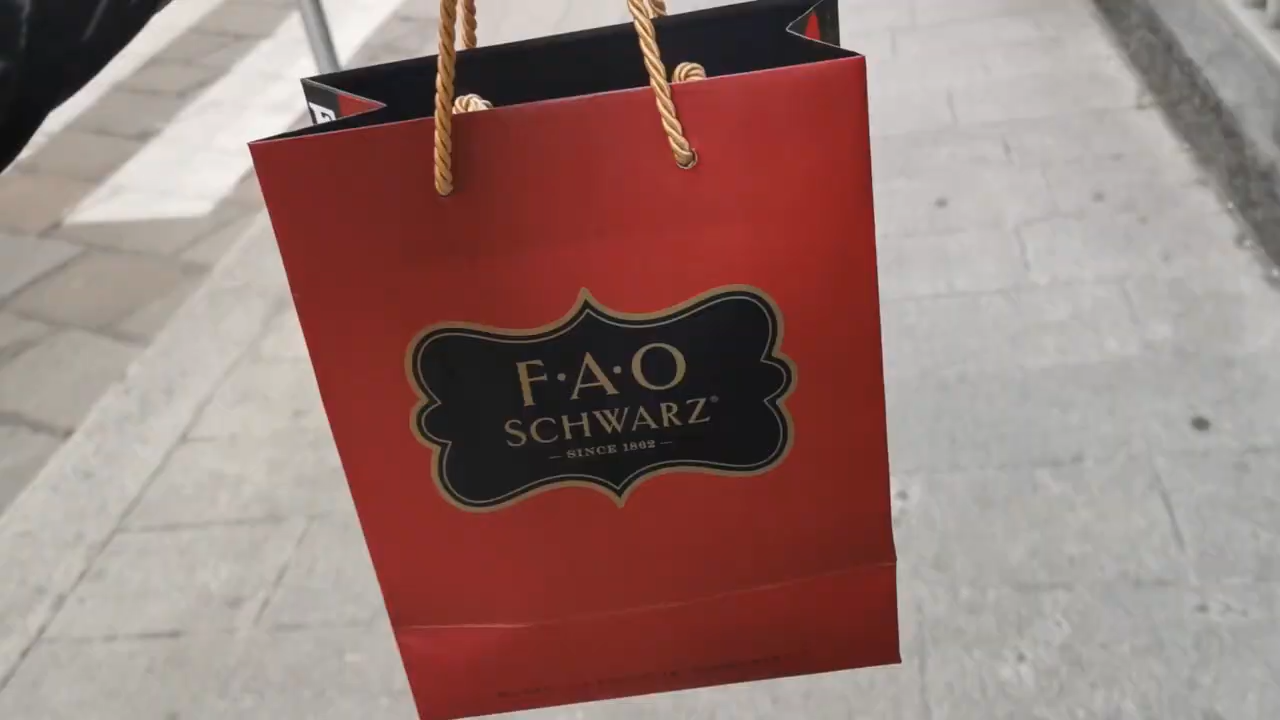 F·A·O
SCHWARZ®
— SINCE 1862 —